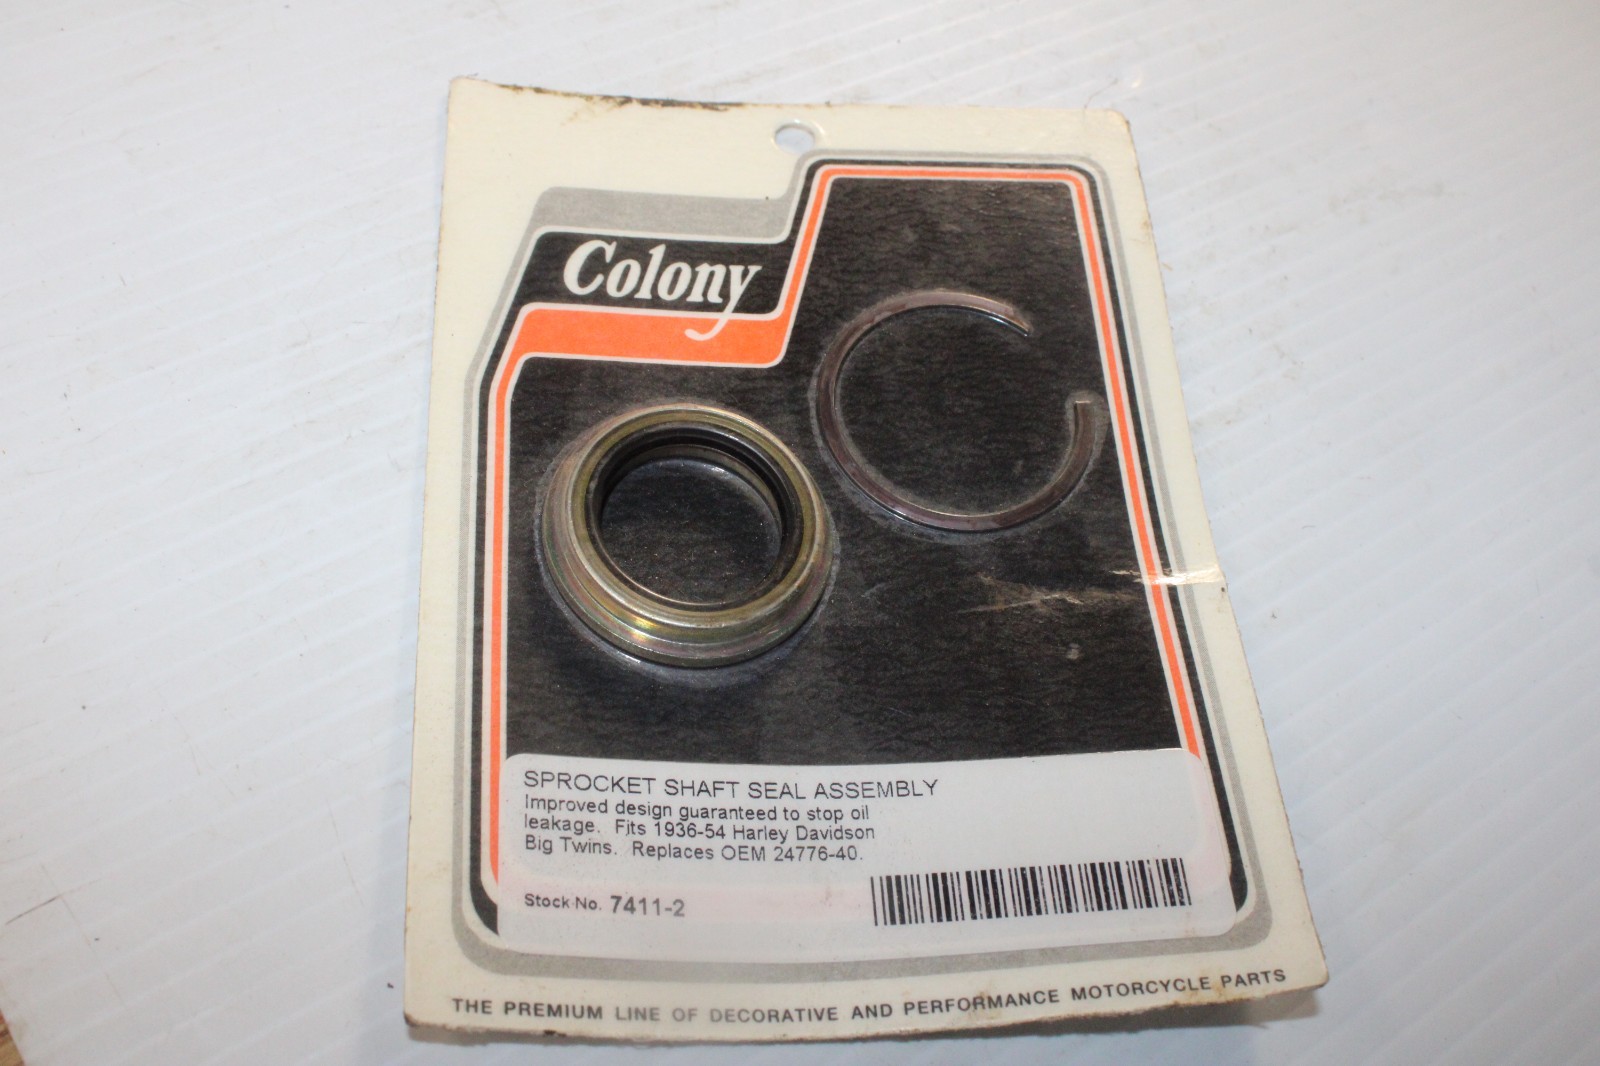 Colony
SPROCKET SHAFT SEAL ASSEMBLY
Improved design guaranteed to stop oil
leakage. Fits 1936-54 Harley Davidson
Big Twins. Replaces OEM 24776-40.
Stock No. 7411-2
THE PREMIUM LINE OF DECORATIVE AND PERFORMANCE MOTORCYCLE PARTS